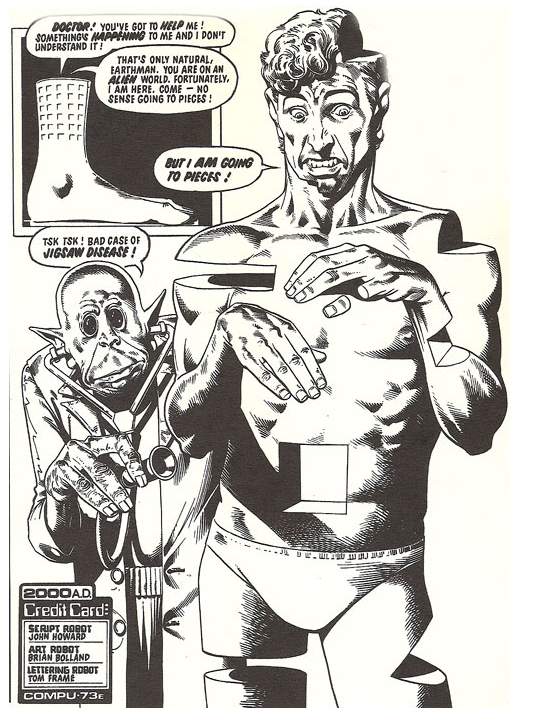 DOCTOR! YOU'VE GOT TO HELP ME!
SOMETHING'S HAPPENING TO ME AND I DON'T
UNDERSTAND IT!
THAT'S ONLY NATURAL,
EARTHMAN. YOU ARE ON AN
ALIEN WORLD. FORTUNATELY,
I AM HERE. COME – NO
SENSE GOING TO PIECES!
BUT I AM GOING
TO PIECES!
TSK TSK! BAD CASE OF
JIGSAW DISEASE!
2000 A.D.
Credit Card:
SCRIPT ROBOT
JOHN HOWARD
ART ROBOT
BRIAN BOLLAND
LETTERING ROBOT
TOM FRAME
COMPU·73E